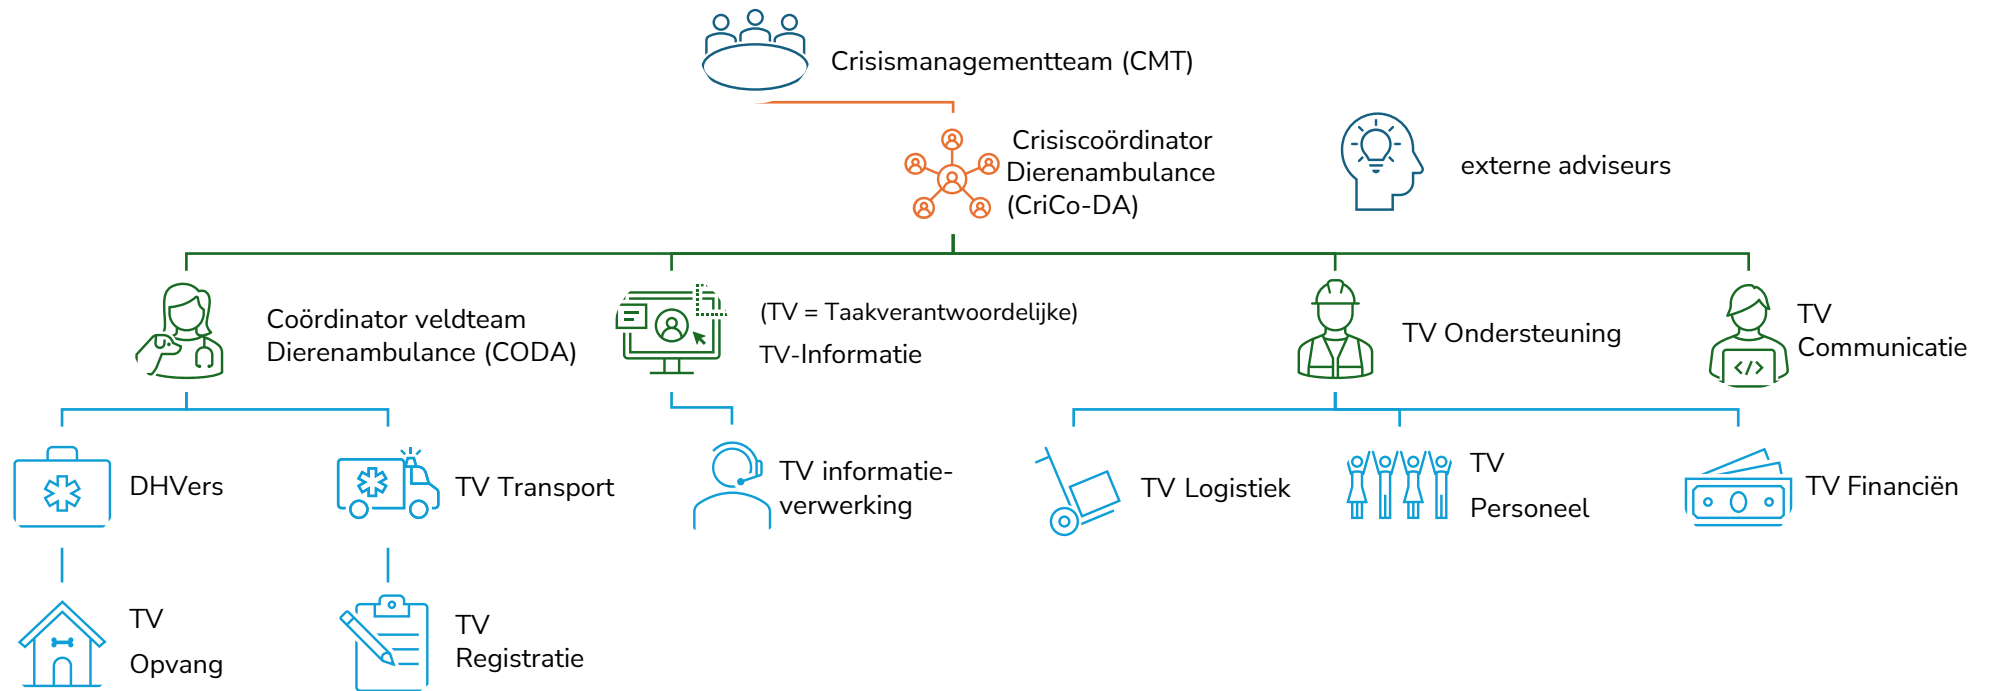 Crisismanagementteam (CMT)
Crisiscoördinator
Dierenambulance
(CriCo-DA)
externe adviseurs
Coördinator veldteam
Dierenambulance (CODA)
(TV = Taakverantwoordelijke)
TV-Informatie
TV Ondersteuning
TV
Communicatie
DHVers
TV Transport
TV informatie-
verwerking
TV Logistiek
TV
Personeel
TV Financiën
TV
Opvang
TV
Registratie